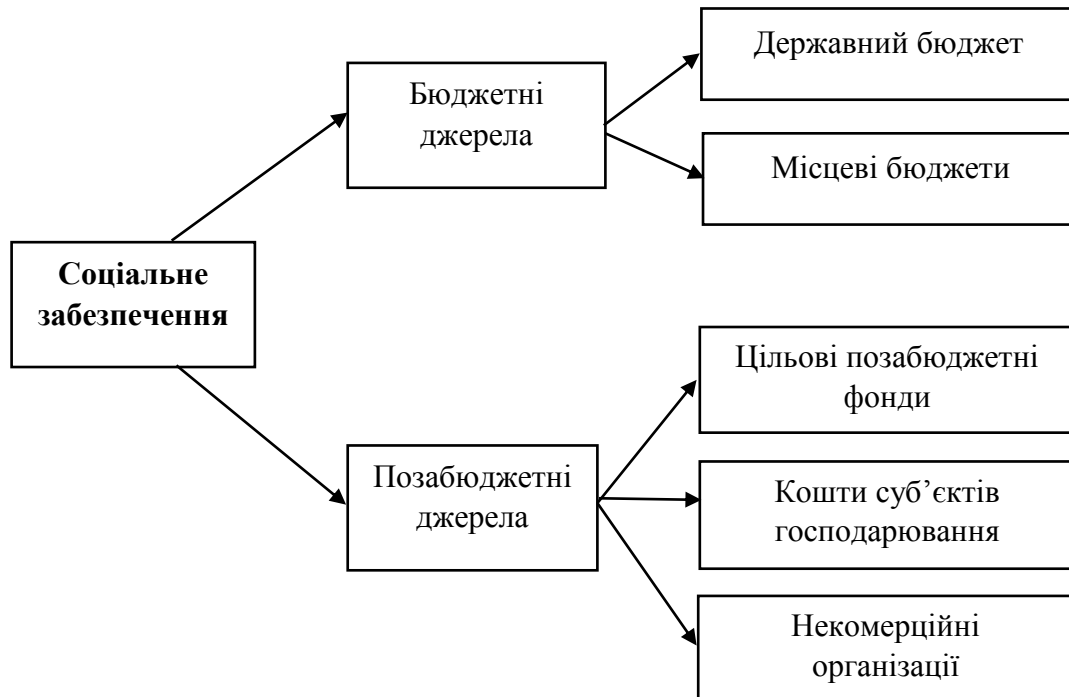 Державний бюджет
Бюджетні
джерела
Місцеві бюджети
Соціальне
забезпечення
Цільові позабюджетні
фонди
Позабюджетні
джерела
Кошти суб’єктів
господарювання
Некомерційні
організації